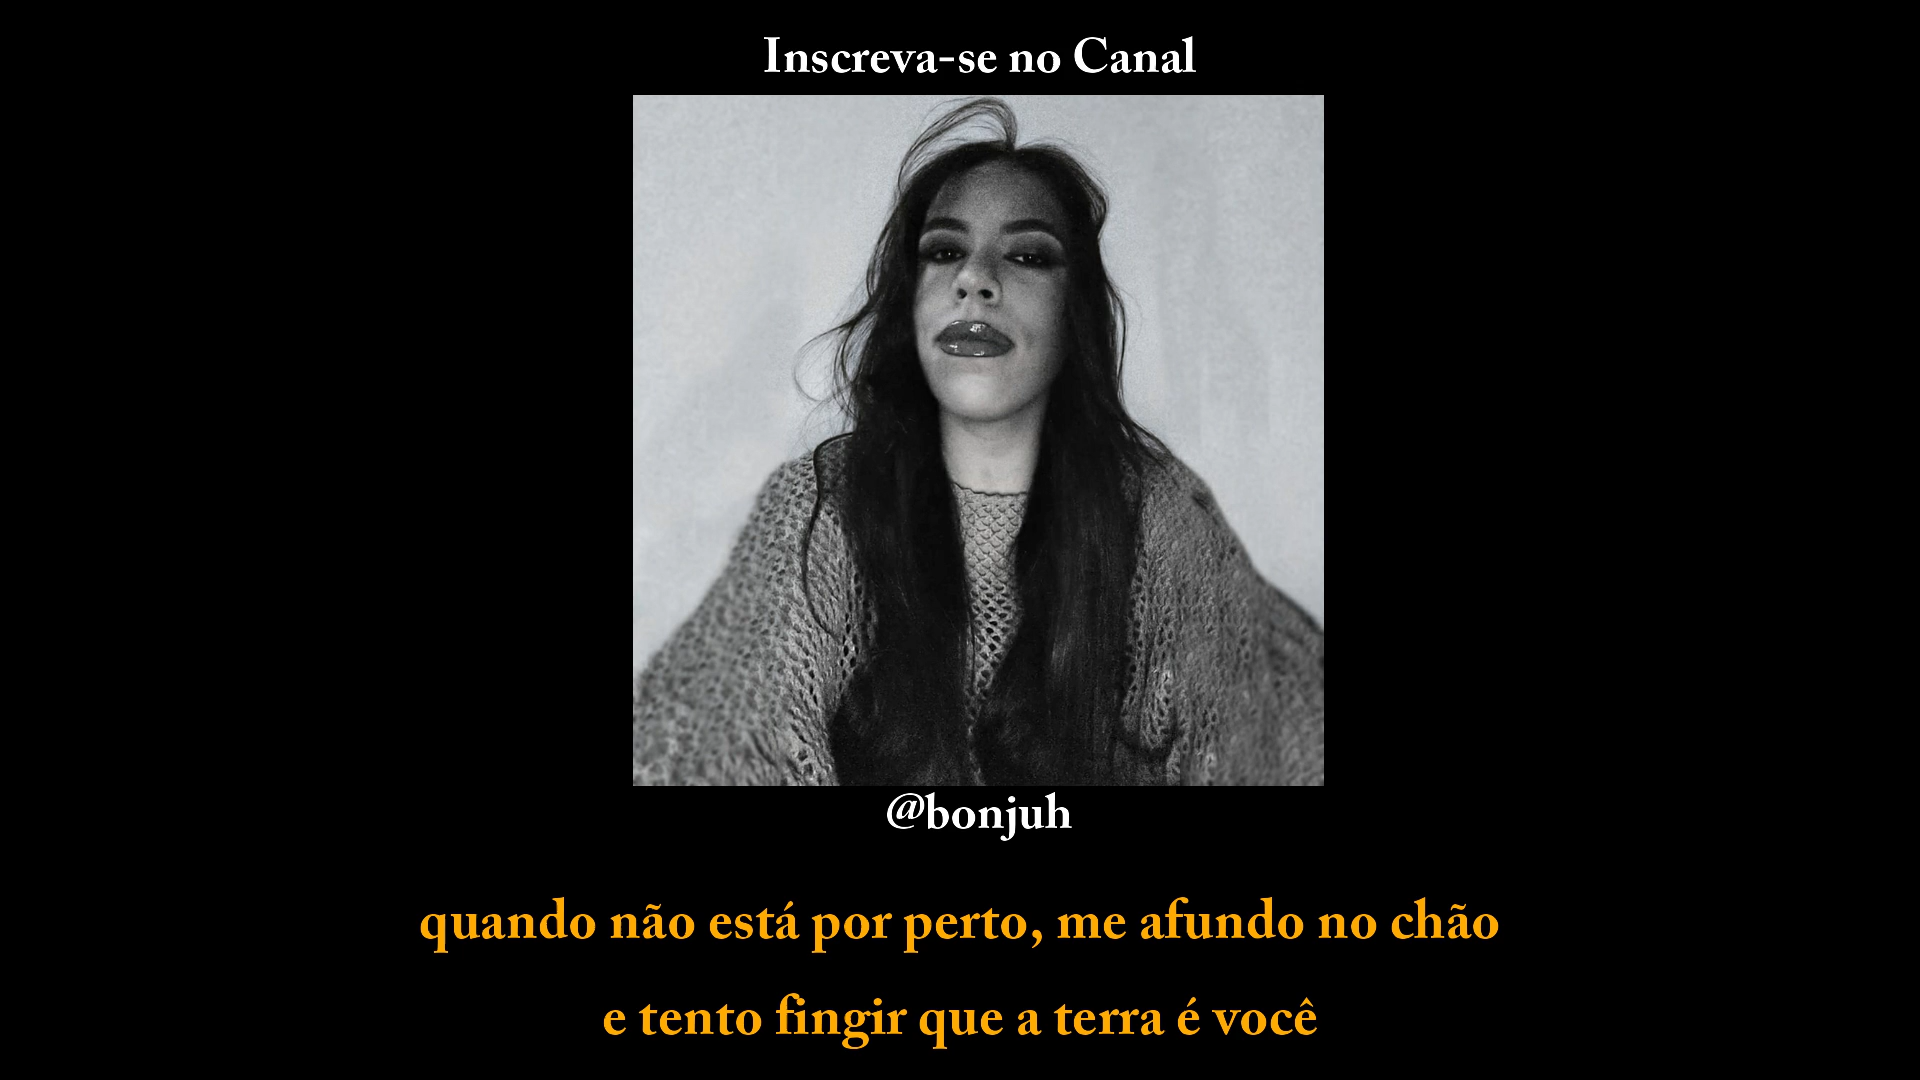 Inscreva-se no Canal
@bonjuh
quando não está por perto, me afundo no chão
e tento fingir que a terra é você